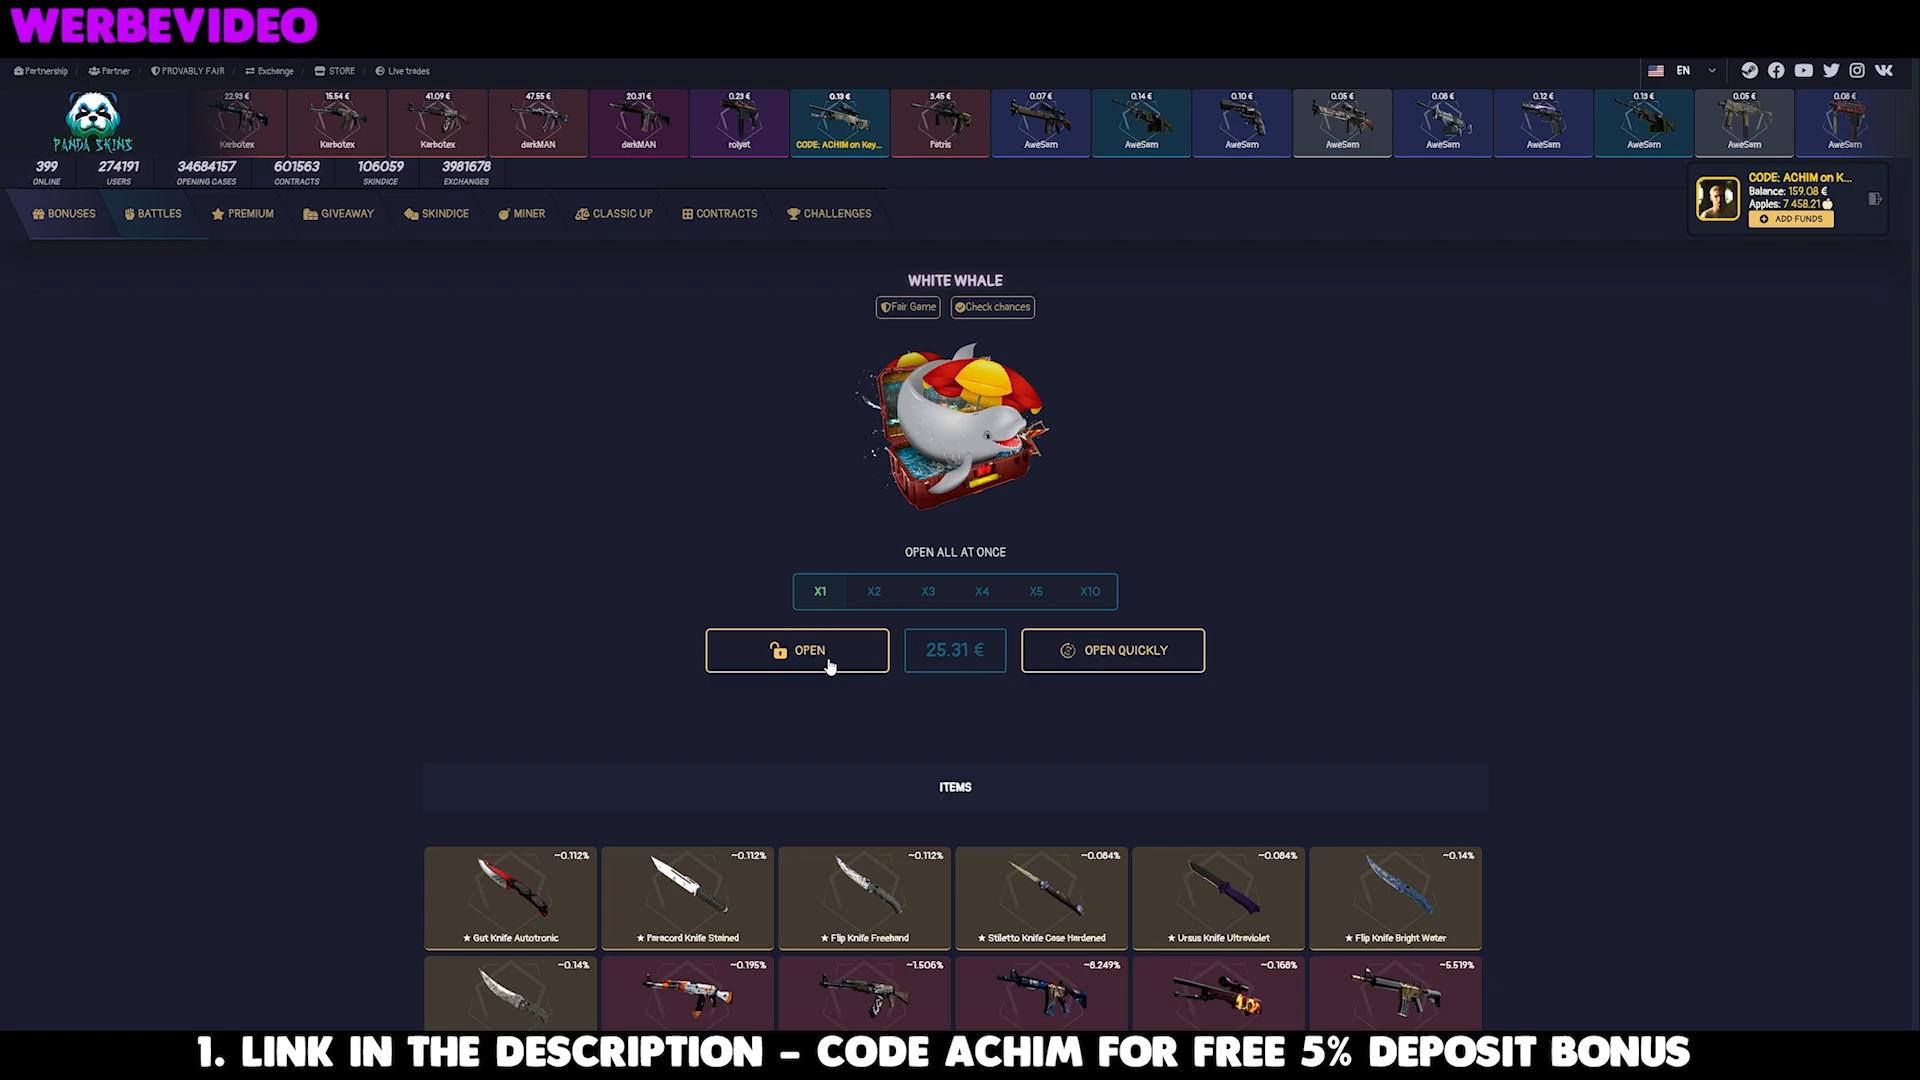 WERBEVIDEO
Partnership Partner PROVABLY FAIR Exchange STORE Live trades EN
22.93 € 15.54 € 41.09 € 47.55 € 20.31 € 0.23 € 0.13 € 3.45 € 0.07 € 0.14 € 0.10 € 0.05 € 0.08 € 0.12 € 0.13 € 0.05 € 0.08 €
Karbotex Karbotex Karbotex darkMAN darkMAN rolyat CODE: ACHIM on Key... Patris AweSam AweSam AweSam AweSam AweSam AweSam AweSam AweSam AweSam
PANDA SKINS
399 274191 34684157 601563 106059 3981678
ONLINE USERS OPENING CASES CONTRACTS SKINDICE EXCHANGES
CODE: ACHIM on K...
Balance: 159.08 €
Apples: 7 458.21
ADD FUNDS
BONUSES BATTLES PREMIUM GIVEAWAY SKINDICE MINER CLASSIC UP CONTRACTS CHALLENGES
WHITE WHALE
Fair Game Check chances
OPEN ALL AT ONCE
X1 X2 X3 X4 X5 X10
OPEN 25.31 € OPEN QUICKLY
ITEMS
~0.112% ~0.112% ~0.112% ~0.084% ~0.084% ~0.14%
★ Gut Knife Autotronic ★ Paracord Knife Stained ★ Flip Knife Freehand ★ Stiletto Knife Case Hardened ★ Ursus Knife Ultraviolet ★ Flip Knife Bright Water
~0.14% ~0.195% ~1.506% ~8.249% ~0.168% ~5.519%
1. LINK IN THE DESCRIPTION – CODE ACHIM FOR FREE 5% DEPOSIT BONUS